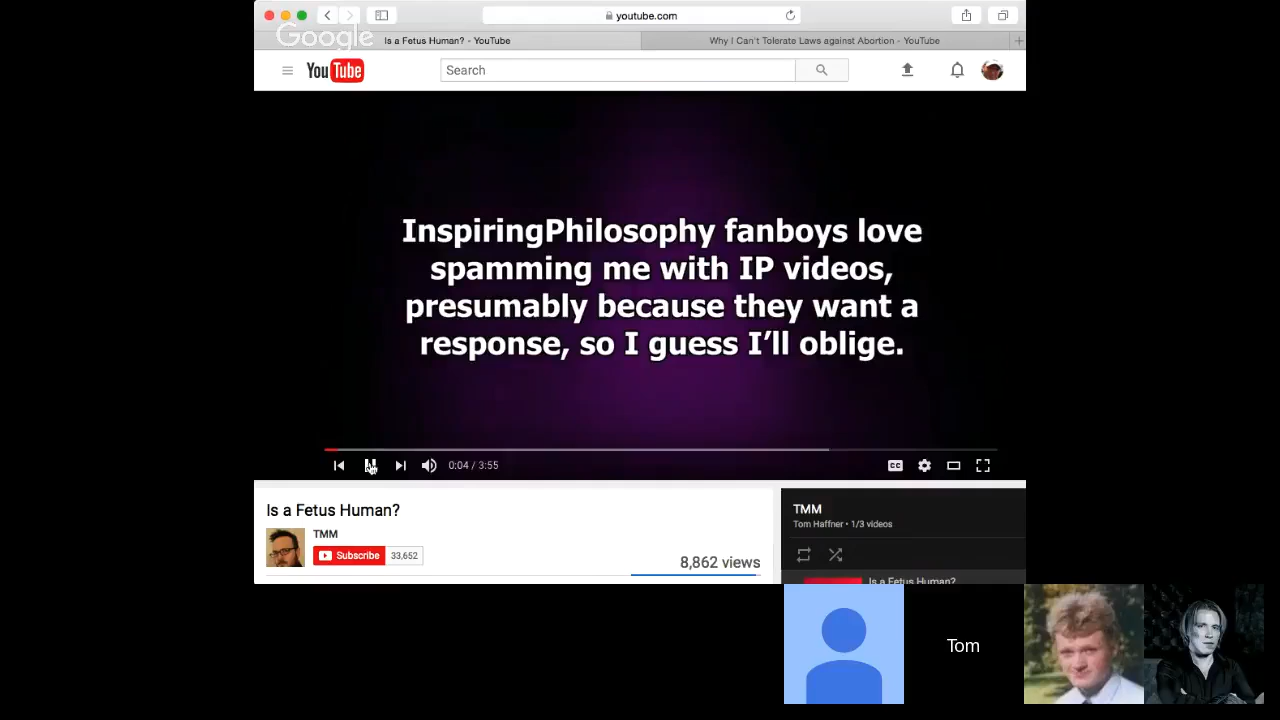 youtube.com
Google
Is a Fetus Human? - YouTube
Why I Can't Tolerate Laws against Abortion - YouTube
YouTube
Search
InspiringPhilosophy fanboys love
spamming me with IP videos,
presumably because they want a
response, so I guess I'll oblige.
0:04 / 3:55
CC
Is a Fetus Human?
TMM
Subscribe 33,652
8,862 views
TMM
Tom Haffner • 1/3 videos
Is a Fetus Human?
Tom